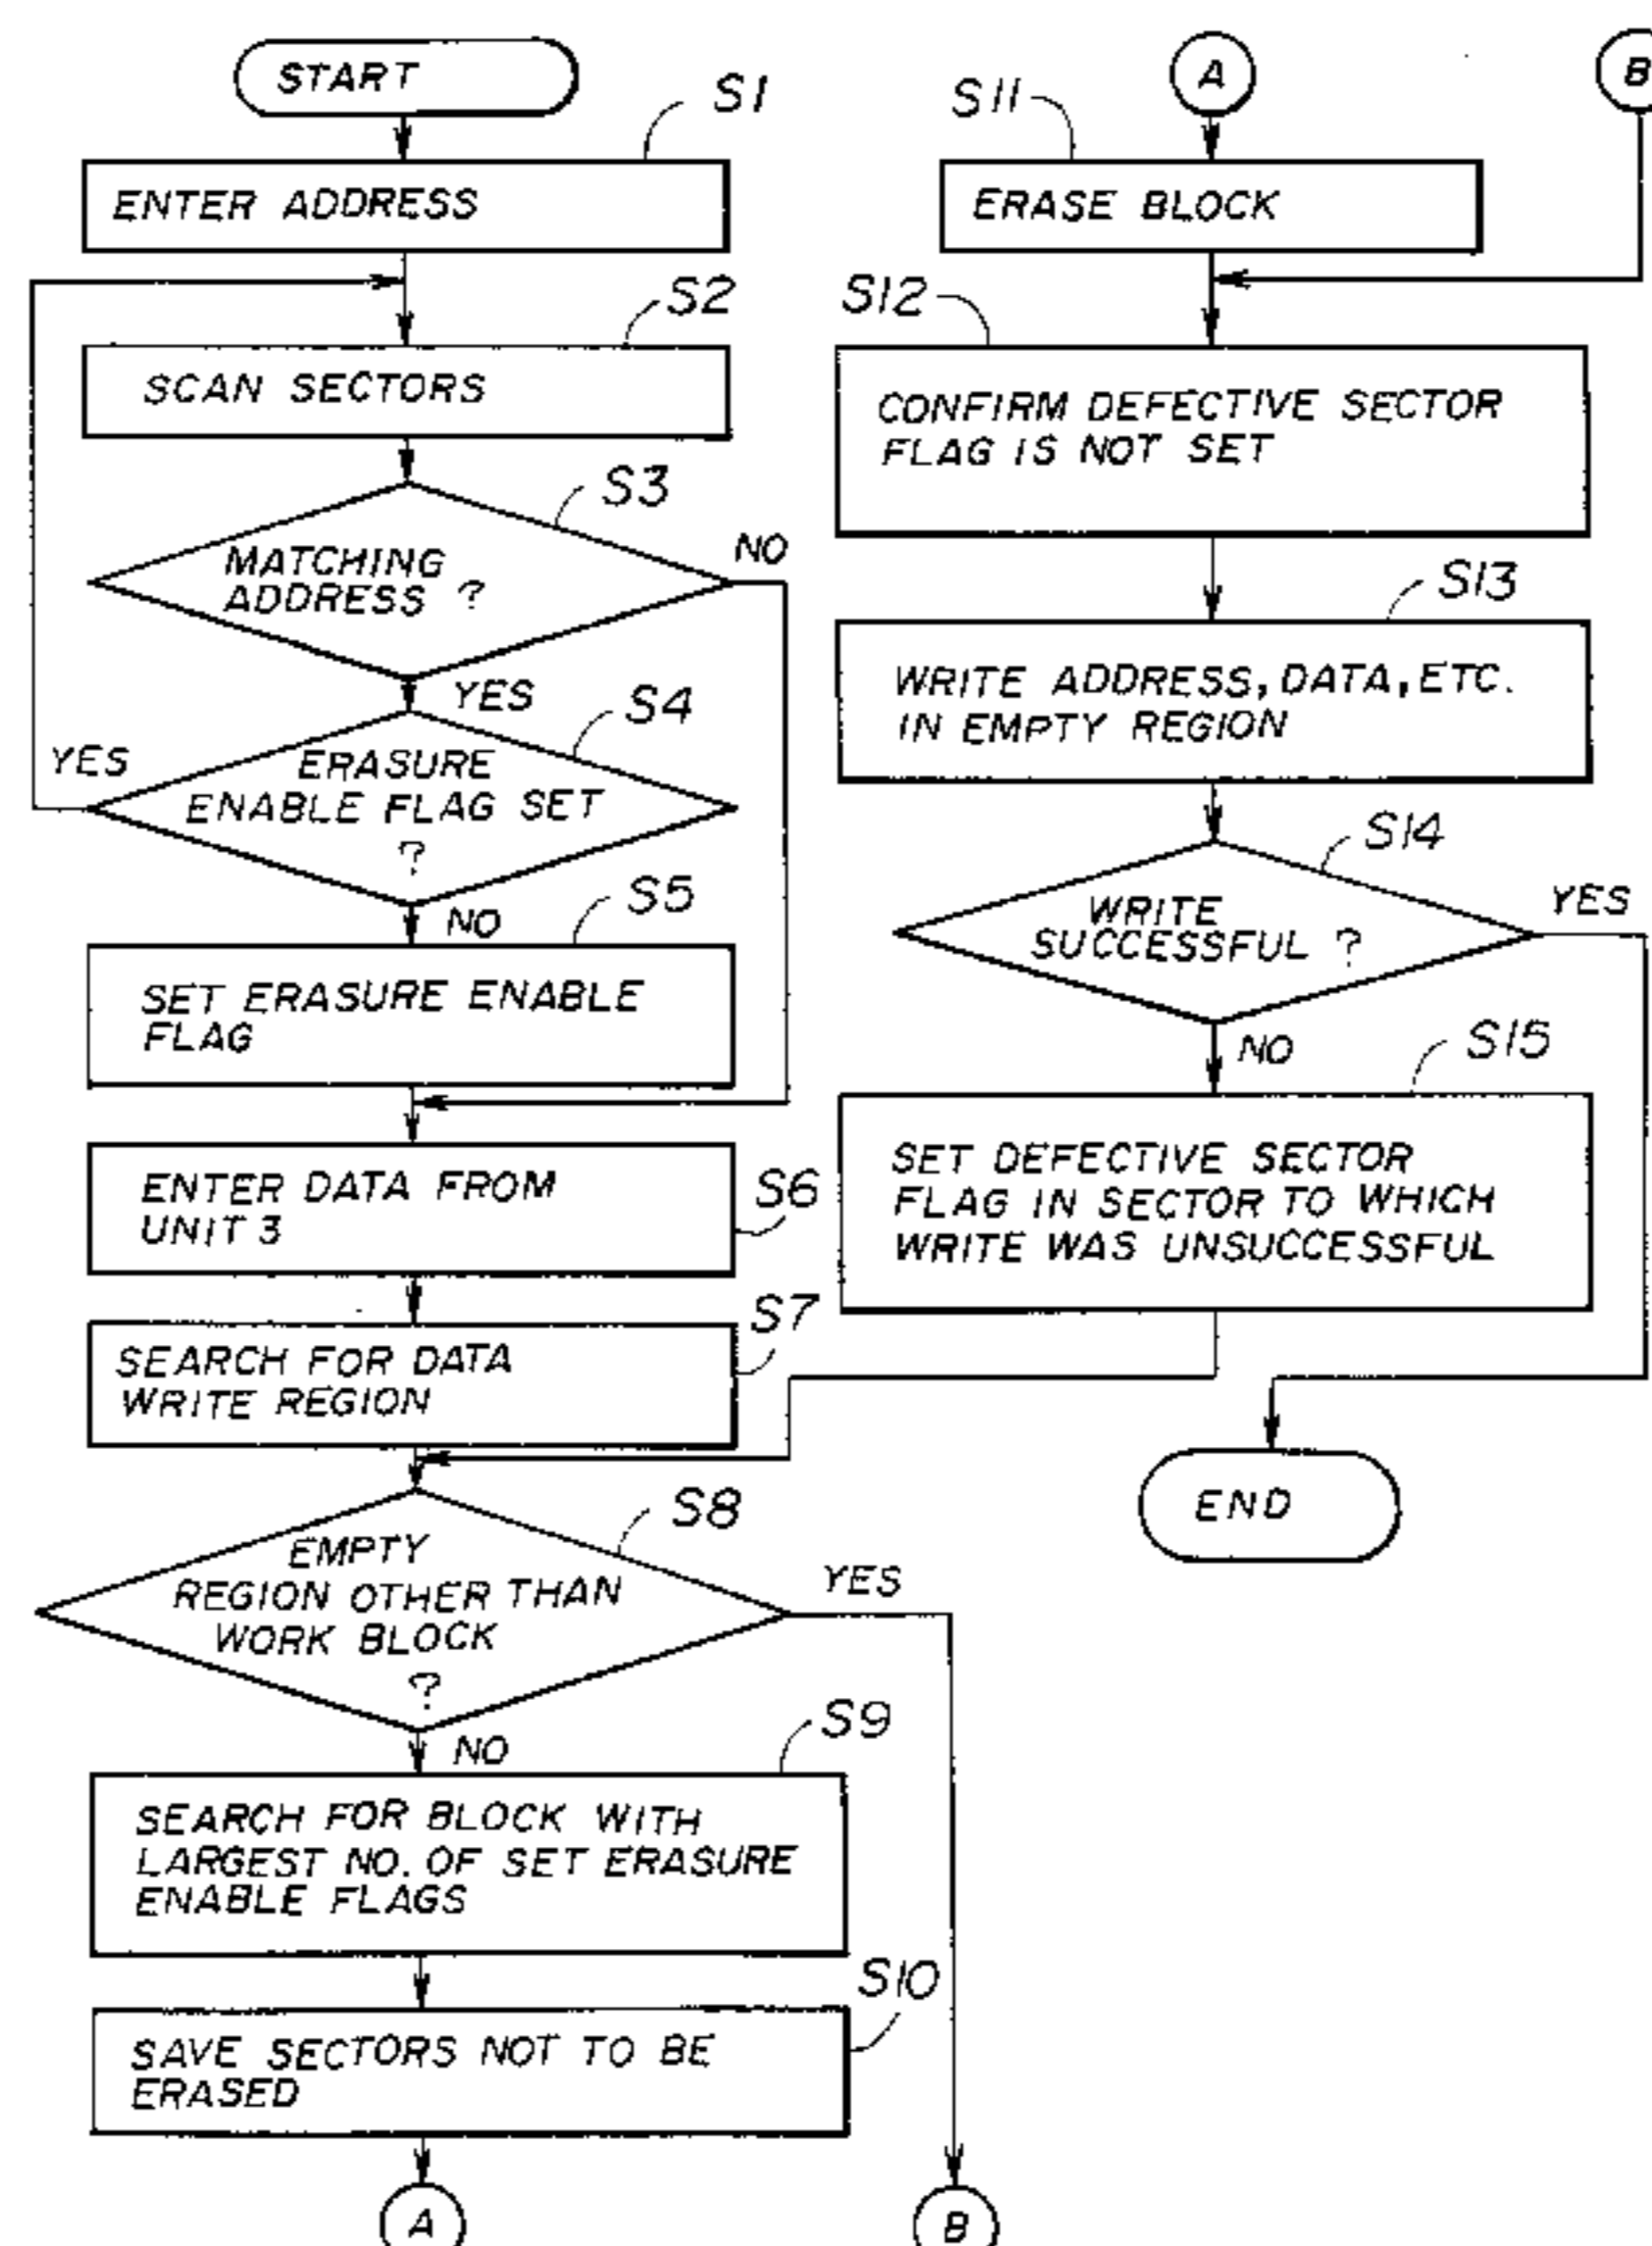 START
S1
ENTER ADDRESS
S2
SCAN SECTORS
S3
MATCHING
ADDRESS ?
NO
YES
S4
YES
ERASURE
ENABLE FLAG SET
?
NO
S5
SET ERASURE ENABLE
FLAG
ENTER DATA FROM
UNIT 3
S6
S7
SEARCH FOR DATA
WRITE REGION
S8
EMPTY
REGION OTHER THAN
WORK BLOCK
?
YES
NO
S9
SEARCH FOR BLOCK WITH
LARGEST NO. OF SET ERASURE
ENABLE FLAGS
S10
SAVE SECTORS NOT TO BE
ERASED
A
B
A
B
S11
ERASE BLOCK
S12
CONFIRM DEFECTIVE SECTOR
FLAG IS NOT SET
S13
WRITE ADDRESS, DATA, ETC.
IN EMPTY REGION
S14
WRITE
SUCCESSFUL ?
YES
NO
S15
SET DEFECTIVE SECTOR
FLAG IN SECTOR TO WHICH
WRITE WAS UNSUCCESSFUL
END